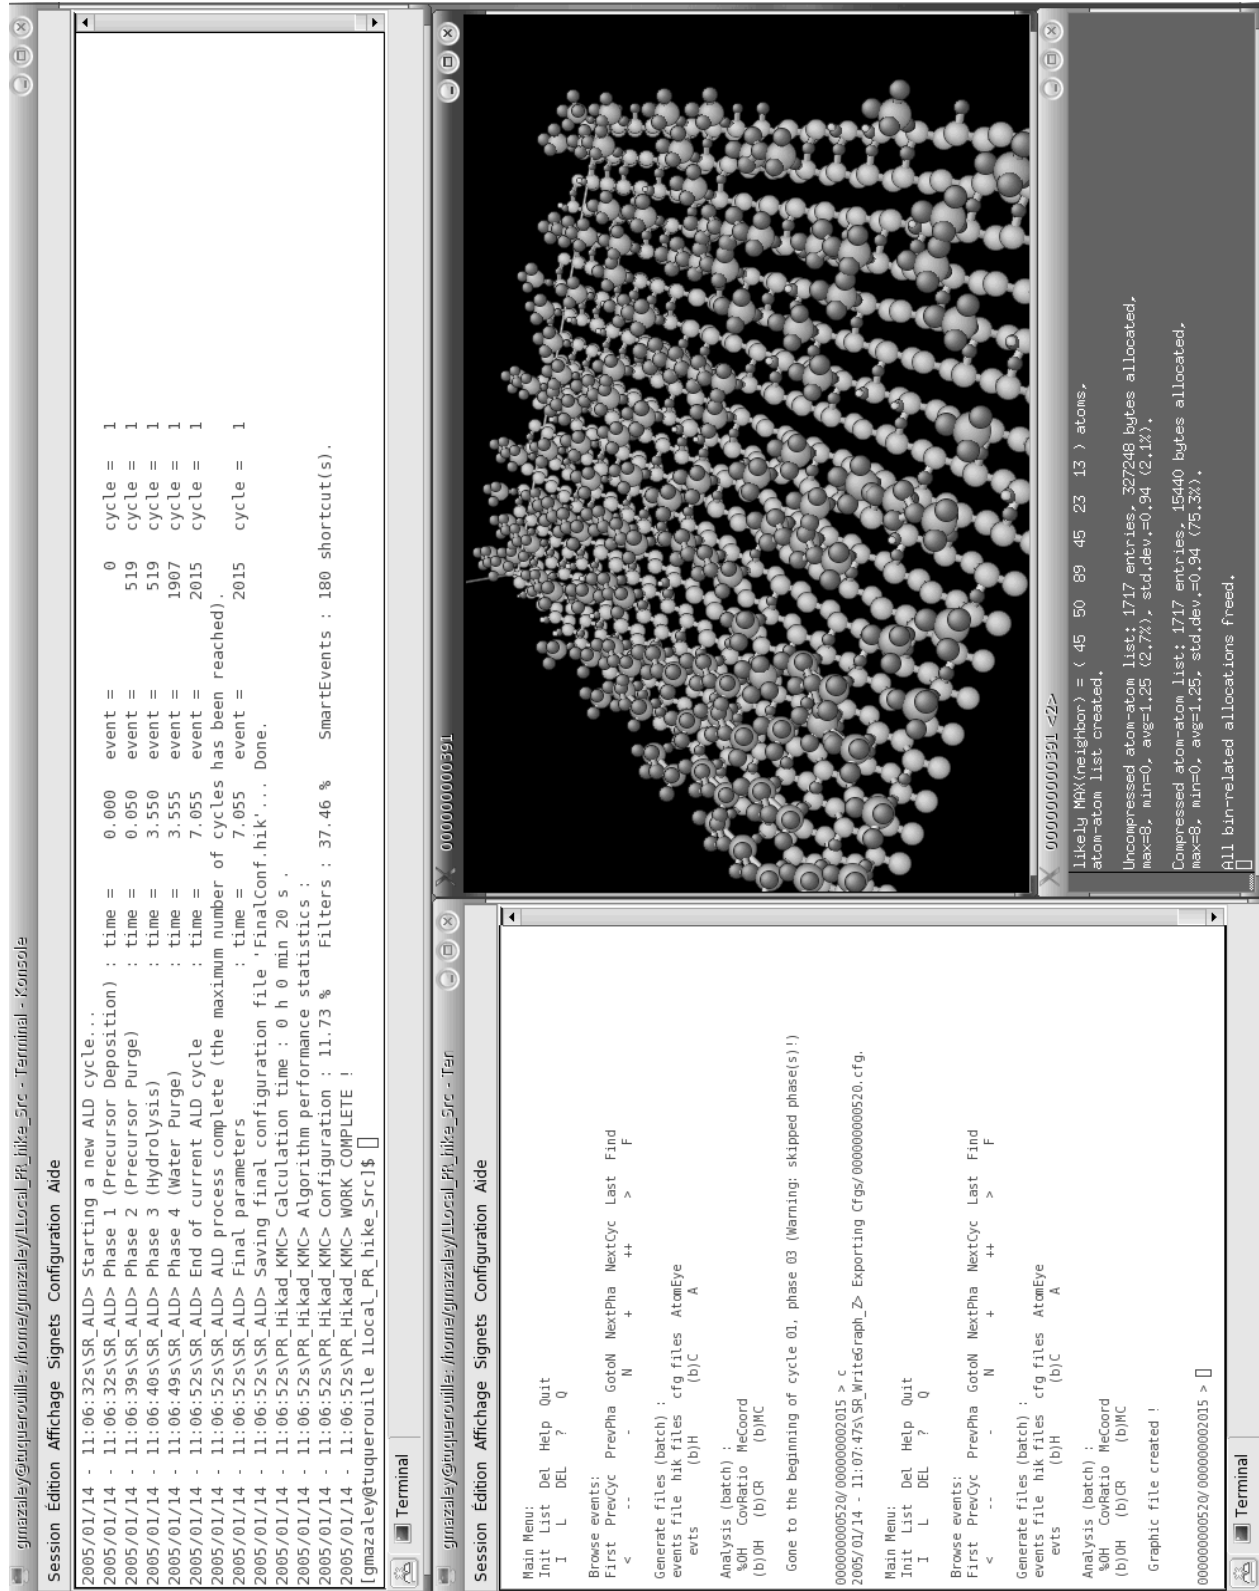 gmazaley@tuquerouille: /home/gmazaley/1Local_PR_hike_Src - Terminal - Konsole
Session Édition Affichage Signets Configuration Aide
2005/01/14 - 11:06:32s\SR_ALD> Starting a new ALD cycle...
2005/01/14 - 11:06:32s\SR_ALD> Phase 1 (Precursor Deposition) : time = 0.000 event = 0 cycle = 1
2005/01/14 - 11:06:39s\SR_ALD> Phase 2 (Precursor Purge) : time = 0.050 event = 519 cycle = 1
2005/01/14 - 11:06:40s\SR_ALD> Phase 3 (Hydrolysis) : time = 3.550 event = 519 cycle = 1
2005/01/14 - 11:06:49s\SR_ALD> Phase 4 (Water Purge) : time = 3.555 event = 1907 cycle = 1
2005/01/14 - 11:06:52s\SR_ALD> End of current ALD cycle : time = 7.055 event = 2015 cycle = 1
2005/01/14 - 11:06:52s\SR_ALD> ALD process complete (the maximum number of cycles has been reached).
2005/01/14 - 11:06:52s\SR_ALD> Final parameters : time = 7.055 event = 2015 cycle = 1
2005/01/14 - 11:06:52s\SR_ALD> Saving final configuration file 'FinalConf.hik'... Done.
2005/01/14 - 11:06:52s\PR_Hikad_KMC> Calculation time : 0 h 0 min 20 s .
2005/01/14 - 11:06:52s\PR_Hikad_KMC> Algorithm performance statistics :
2005/01/14 - 11:06:52s\PR_Hikad_KMC> Configuration : 11.73 % Filters : 37.46 % SmartEvents : 180 shortcut(s).
2005/01/14 - 11:06:52s\PR_Hikad_KMC> WORK COMPLETE !
[gmazaley@tuquerouille 1Local_PR_hike_Src]$
Terminal
gmazaley@tuquerouille: /home/gmazaley/1Local_PR_hike_Src - Ter
Session Édition Affichage Signets Configuration Aide
Main Menu:
Init List Del Help Quit
I L DEL ? Q
Browse events:
First PrevCyc PrevPha GotoN NextPha NextCyc Last Find
< -- - N + ++ > F
Generate files (batch) :
events file hik files cfg files AtomEye
evts (b)H (b)C A
Analysis (batch) :
%OH CovRatio MeCoord
(b)OH (b)CR (b)MC
Gone to the beginning of cycle 01, phase 03 (Warning: skipped phase(s)!)
000000000520/000000002015 > c
2005/01/14 - 11:07:47s\SR_WriteGraph_Z> Exporting Cfgs/000000000520.cfg.
Main Menu:
Init List Del Help Quit
I L DEL ? Q
Browse events:
First PrevCyc PrevPha GotoN NextPha NextCyc Last Find
< -- - N + ++ > F
Generate files (batch) :
events file hik files cfg files AtomEye
evts (b)H (b)C A
Analysis (batch) :
%OH CovRatio MeCoord
(b)OH (b)CR (b)MC
Graphic file created !
000000000520/000000002015 >
Terminal
000000000391
000000000391 <2>
likely MAX(neighbor) = ( 45 50 89 45 23 13 ) atoms,
atom-atom list created.
Uncompressed atom-atom list: 1717 entries, 327248 bytes allocated,
max=8, min=0, avg=1.25 (2.7%), std.dev.=0.94 (2.1%).
Compressed atom-atom list: 1717 entries, 15440 bytes allocated,
max=8, min=0, avg=1.25, std.dev.=0.94 (75.3%).
All bin-related allocations freed.